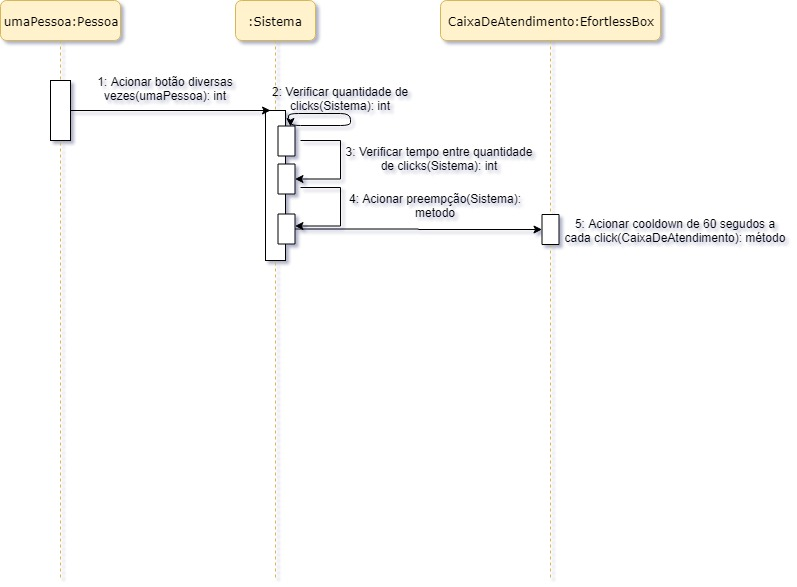 umaPessoa:Pessoa
:Sistema
CaixaDeAtendimento:EfortlessBox
1: Acionar botão diversas
vezes(umaPessoa): int
2: Verificar quantidade de
clicks(Sistema): int
3: Verificar tempo entre quantidade
de clicks(Sistema): int
4: Acionar preempção(Sistema):
metodo
5: Acionar cooldown de 60 segudos a
cada click(CaixaDeAtendimento): método